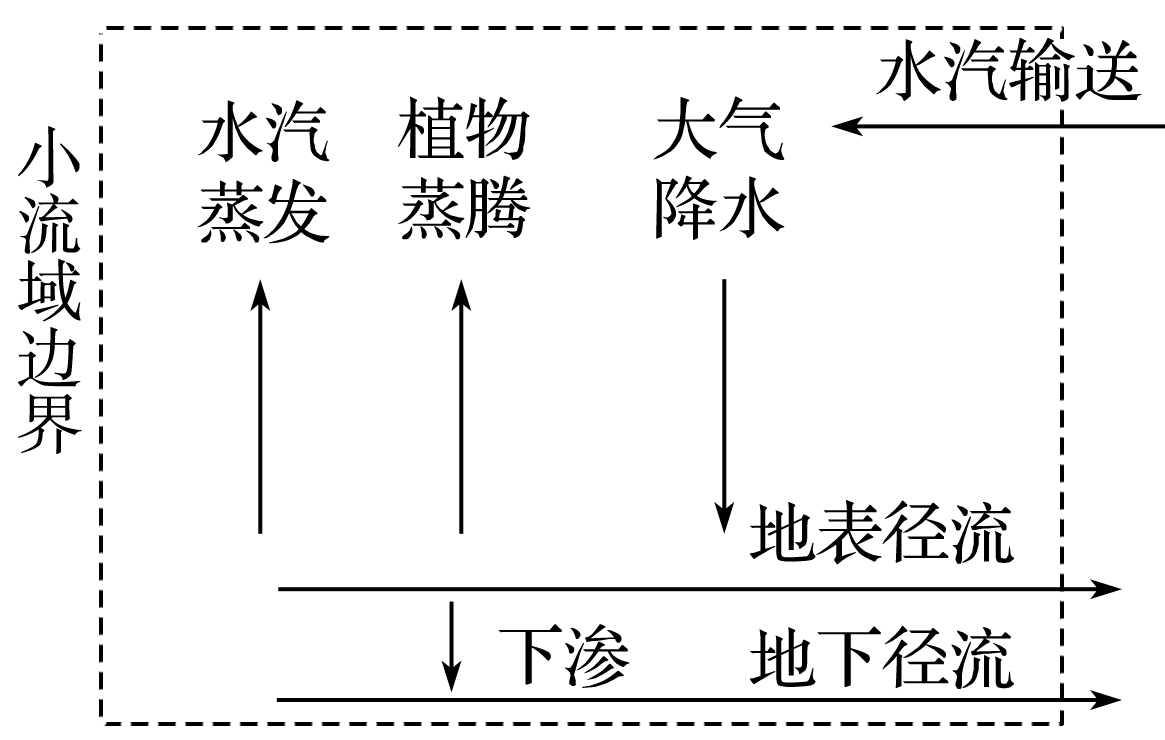 水汽输送
水汽
蒸发
植物
蒸腾
大气
降水
小流域边界
地表径流
下渗
地下径流